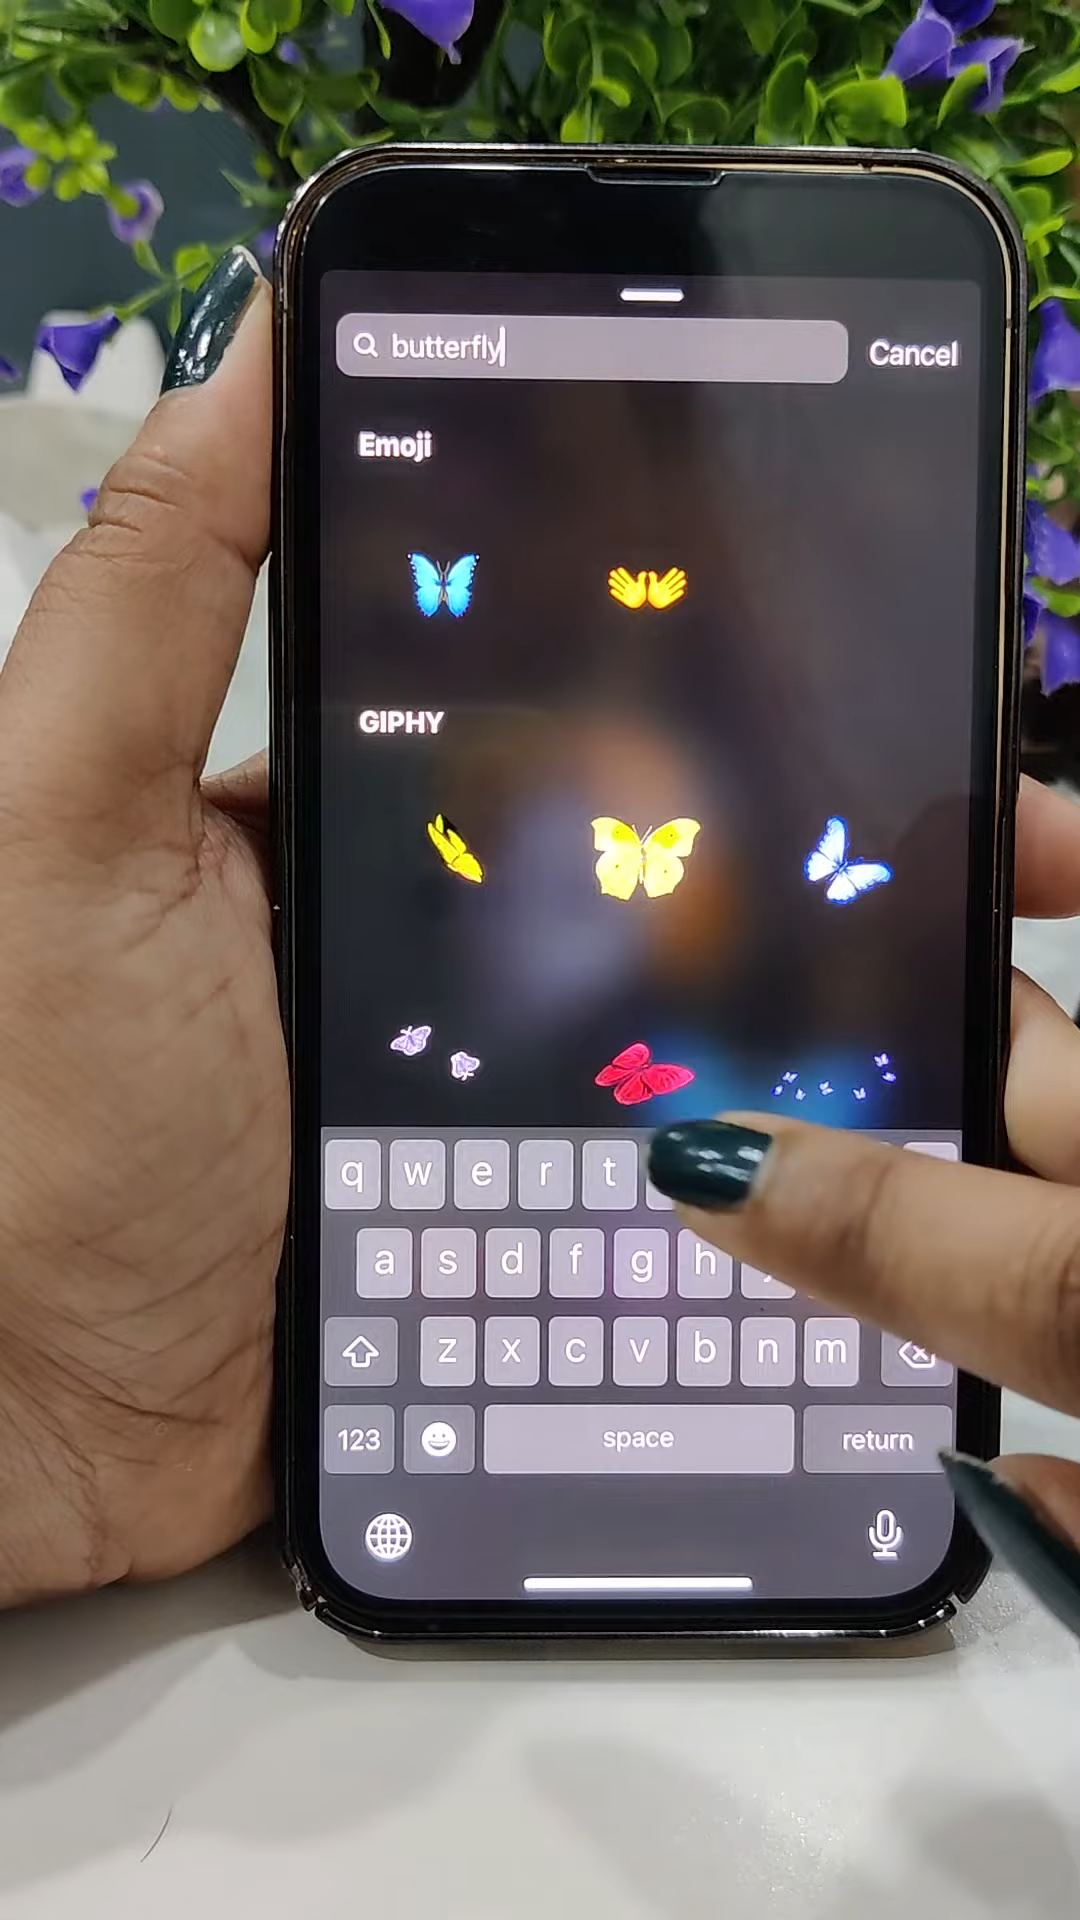 butterfly
Cancel
Emoji
GIPHY
q w e r t
a s d f g h j
z x c v b n m
123
space
return